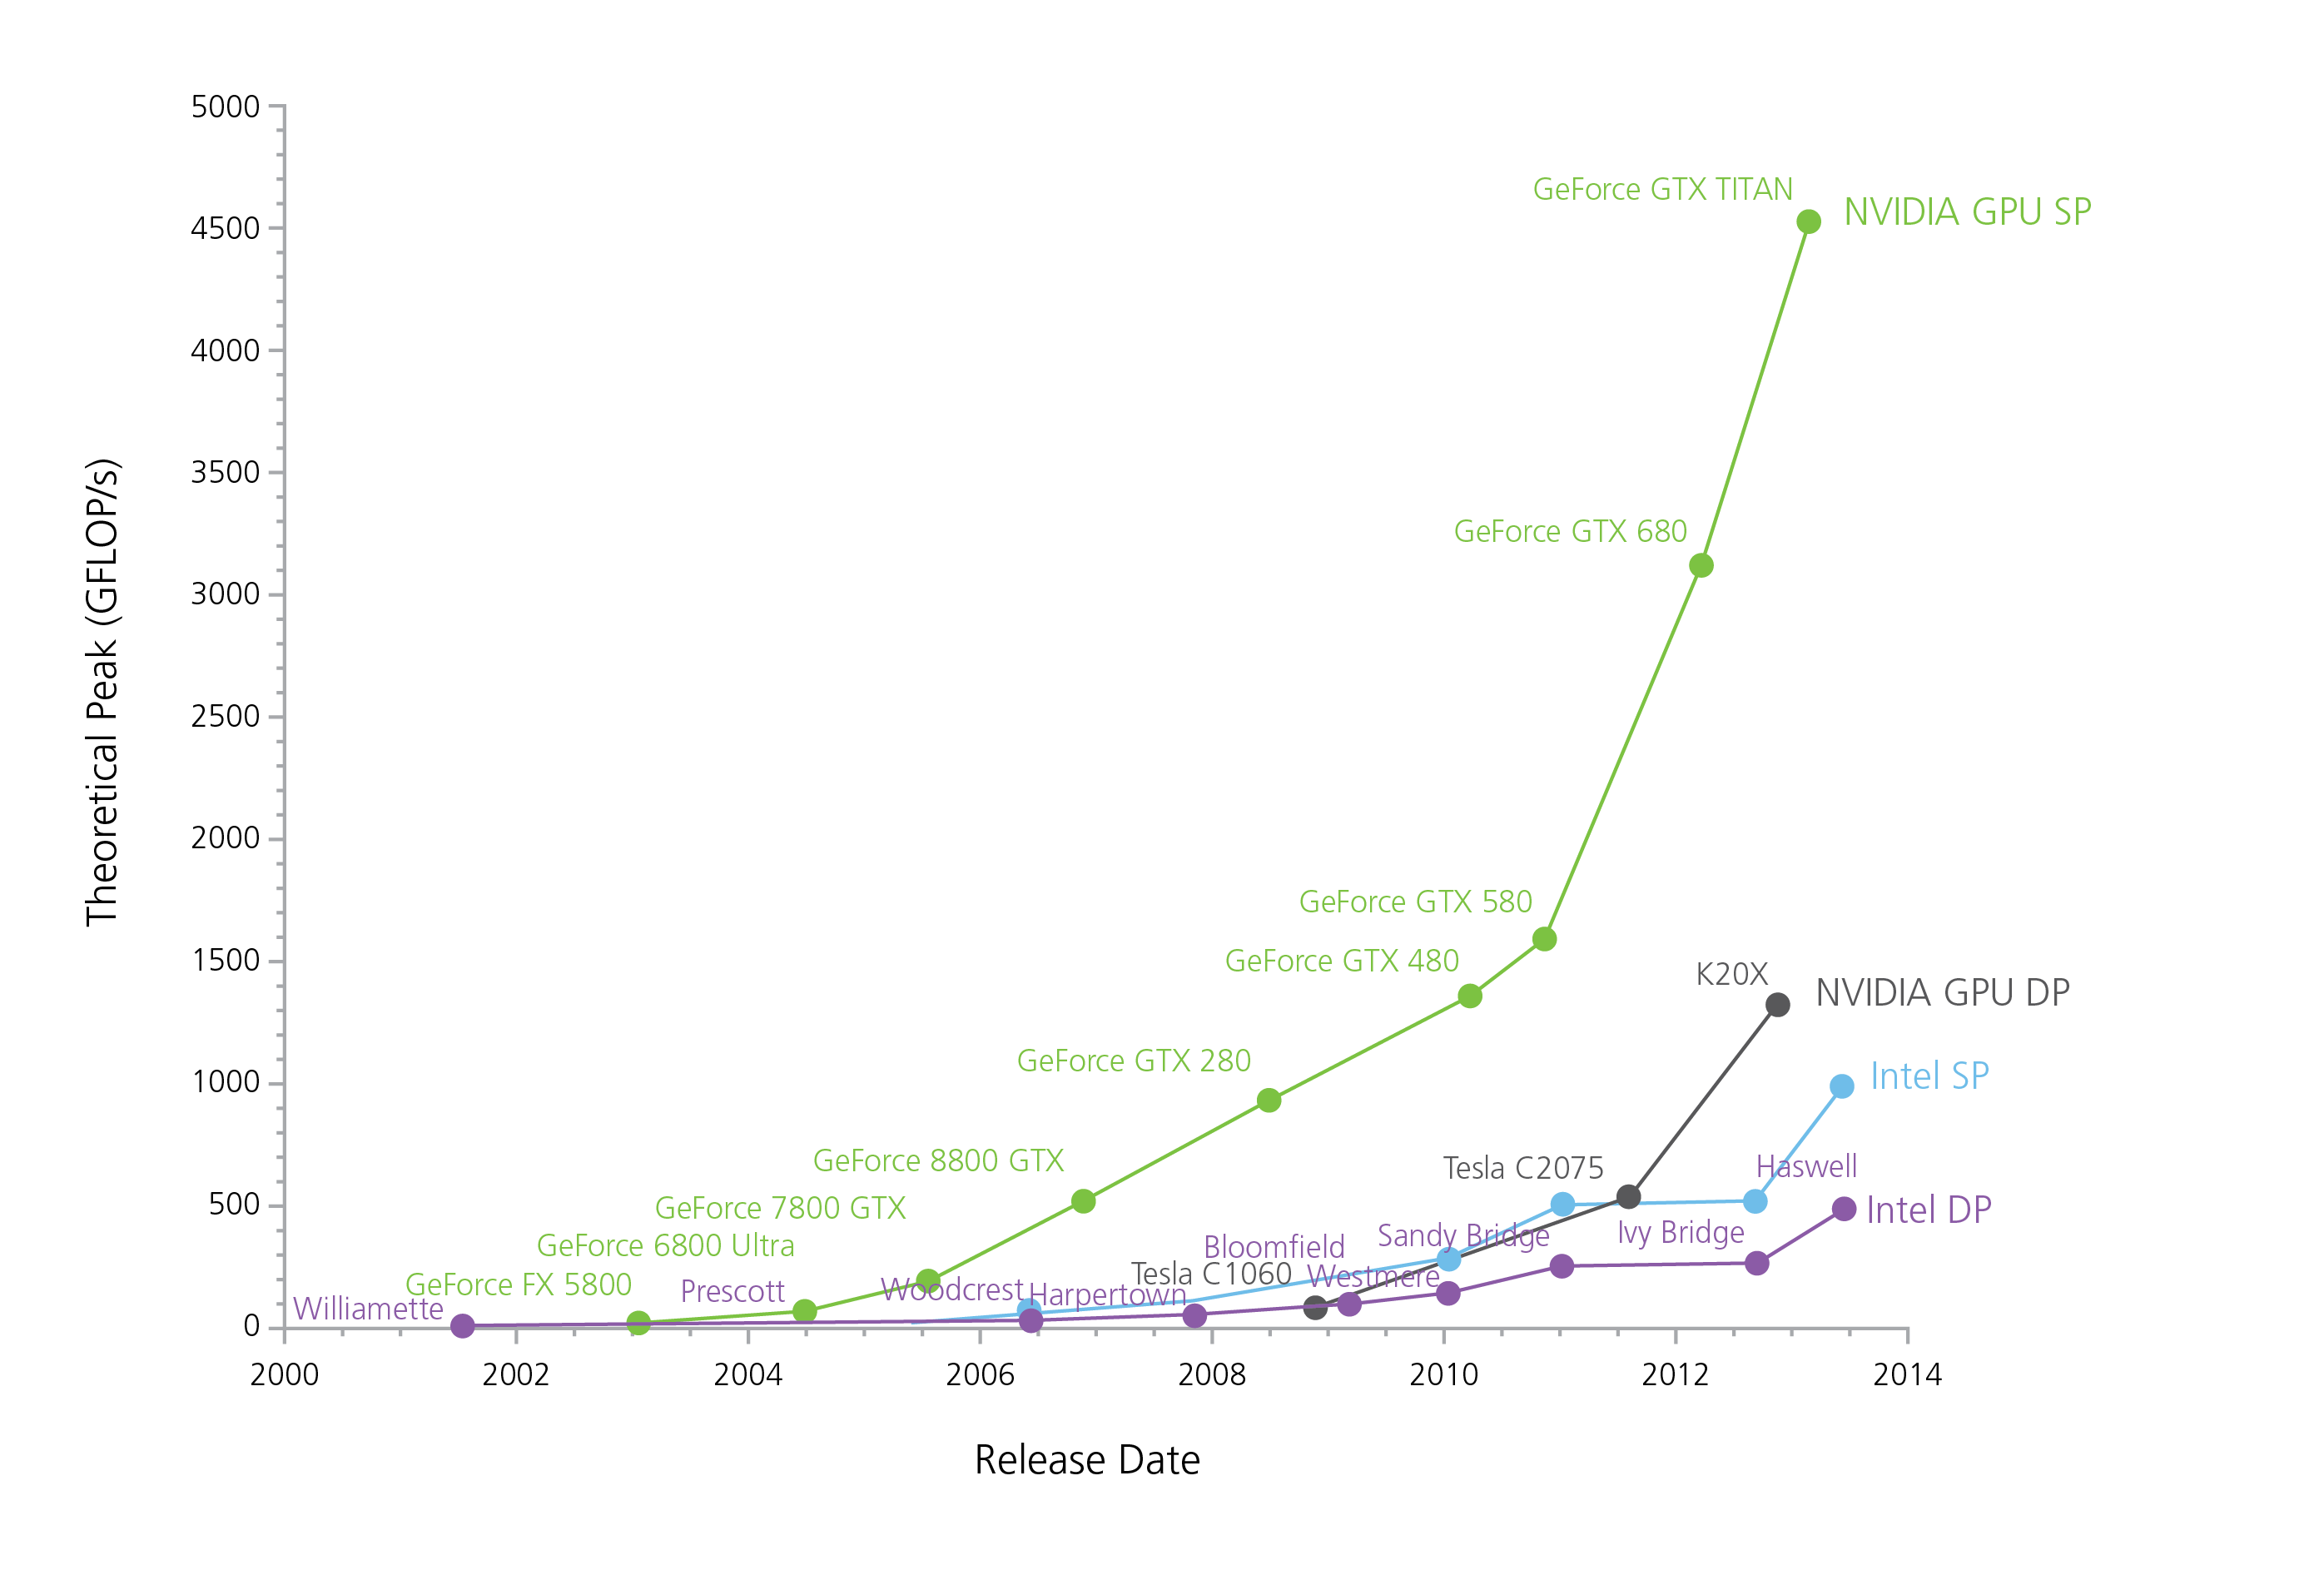 5000
GeForce GTX TITAN
NVIDIA GPU SP
4500
4000
3500
GeForce GTX 680
3000
Theoretical Peak (GFLOP/s)
2500
2000
GeForce GTX 580
1500
GeForce GTX 480
K20X
NVIDIA GPU DP
GeForce GTX 280
1000
Intel SP
GeForce 8800 GTX
Tesla C2075
Haswell
500
GeForce 7800 GTX
Intel DP
GeForce 6800 Ultra
Bloomfield
Sandy Bridge
Ivy Bridge
GeForce FX 5800
Prescott
Woodcrest
Harpertown
Tesla C1060
Westmere
Williamette
0
2000 2002 2004 2006 2008 2010 2012 2014
Release Date